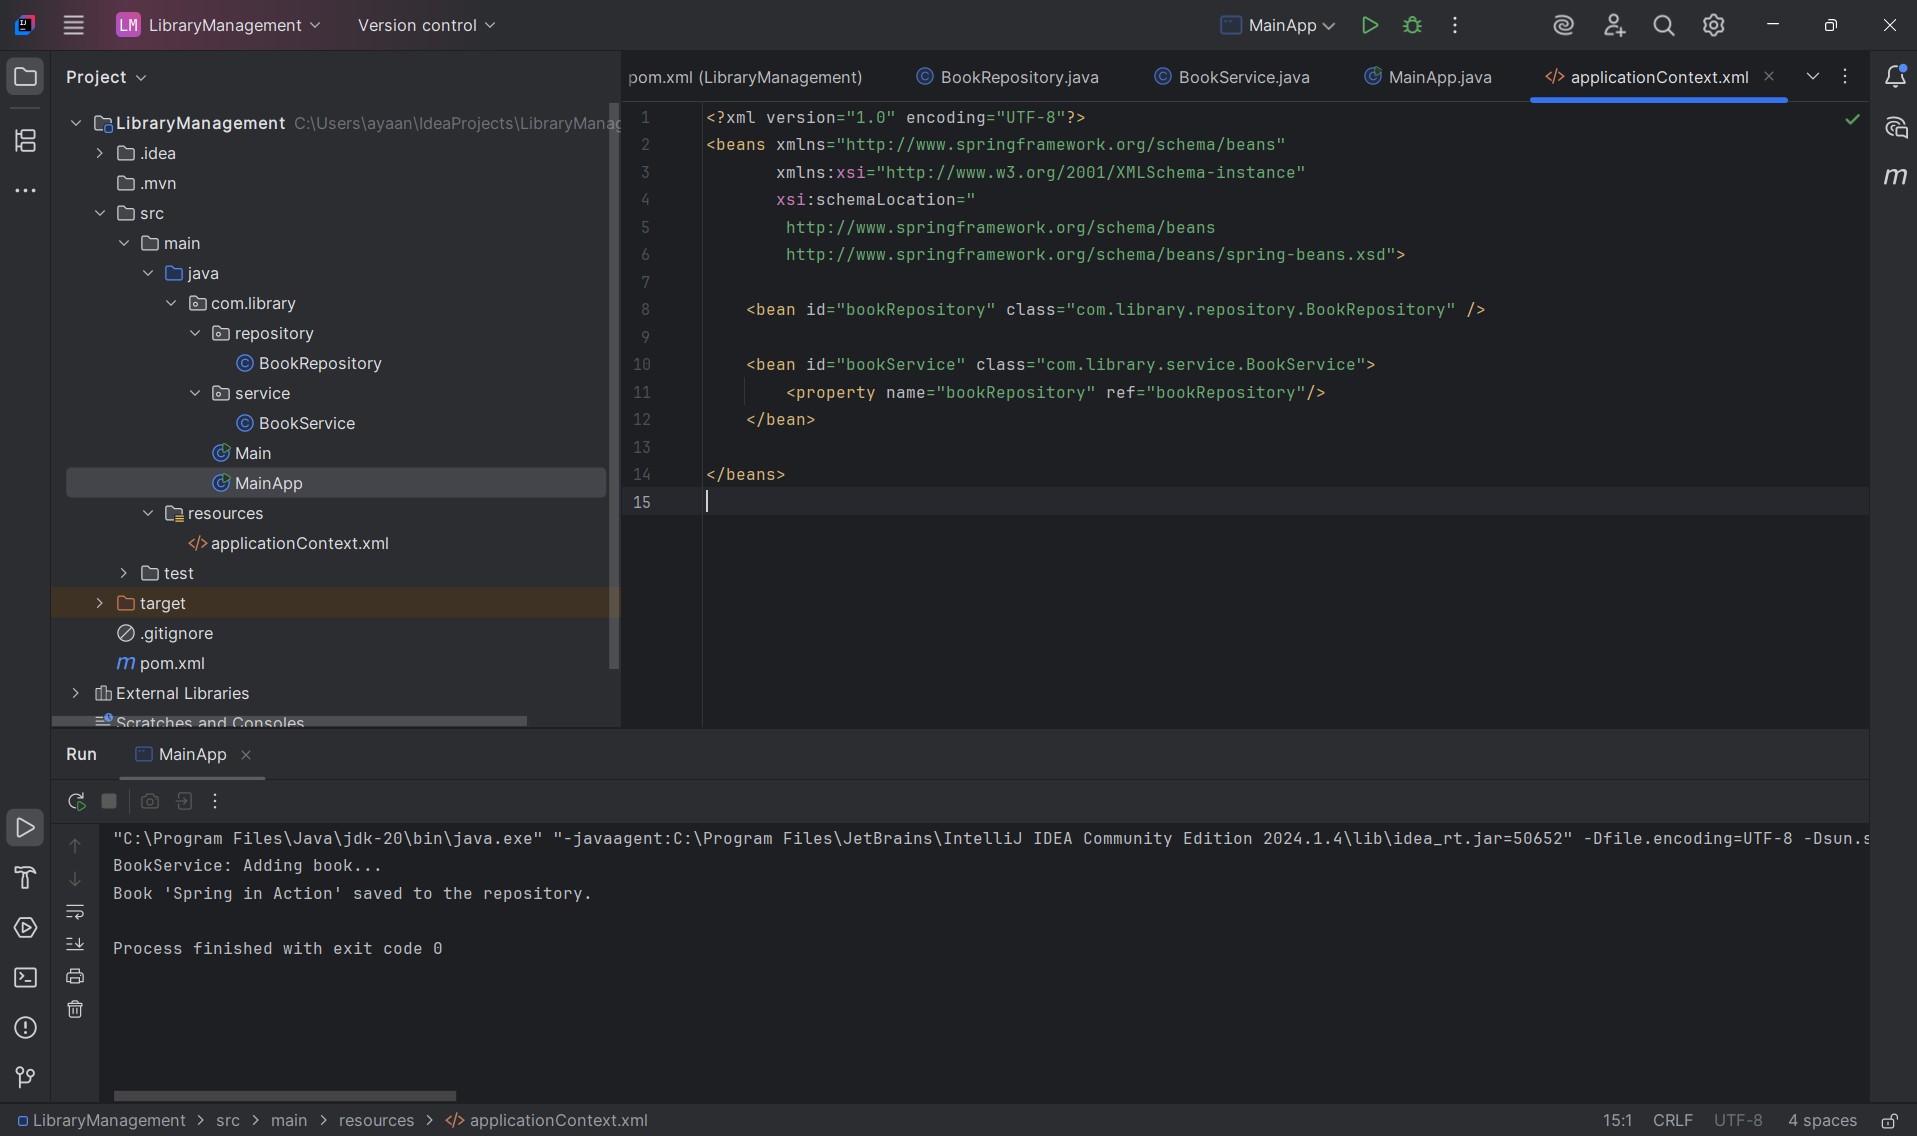 LM LibraryManagement Version control MainApp
Project
pom.xml (LibraryManagement) BookRepository.java BookService.java MainApp.java </> applicationContext.xml
LibraryManagement C:\Users\ayaan\IdeaProjects\LibraryManag
.idea
.mvn
src
main
java
com.library
repository
BookRepository
service
BookService
Main
MainApp
resources
</> applicationContext.xml
test
target
.gitignore
m pom.xml
External Libraries
Scratches and Consoles
1 <?xml version="1.0" encoding="UTF-8"?>
2 <beans xmlns="http://www.springframework.org/schema/beans"
3 xmlns:xsi="http://www.w3.org/2001/XMLSchema-instance"
4 xsi:schemaLocation="
5 http://www.springframework.org/schema/beans
6 http://www.springframework.org/schema/beans/spring-beans.xsd">
7
8 <bean id="bookRepository" class="com.library.repository.BookRepository" />
9
10 <bean id="bookService" class="com.library.service.BookService">
11 <property name="bookRepository" ref="bookRepository"/>
12 </bean>
13
14 </beans>
15
m
Run MainApp
"C:\Program Files\Java\jdk-20\bin\java.exe" "-javaagent:C:\Program Files\JetBrains\IntelliJ IDEA Community Edition 2024.1.4\lib\idea_rt.jar=50652" -Dfile.encoding=UTF-8 -Dsun.s
BookService: Adding book...
Book 'Spring in Action' saved to the repository.
Process finished with exit code 0
LibraryManagement > src > main > resources > </> applicationContext.xml 15:1 CRLF UTF-8 4 spaces